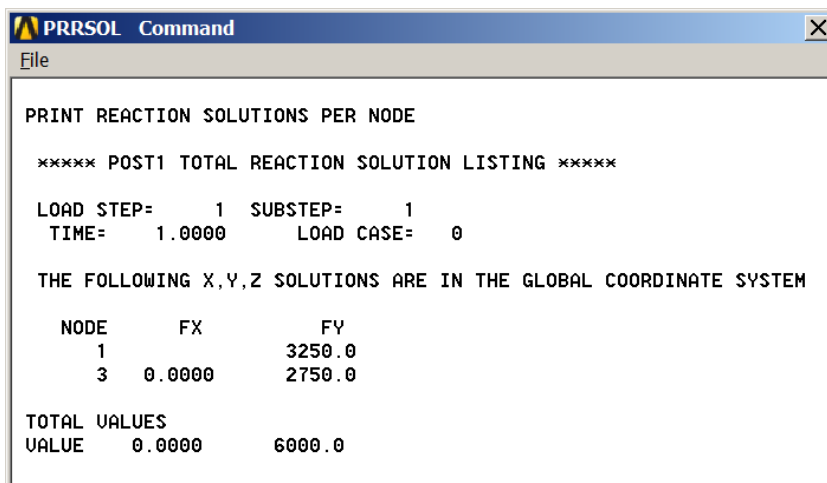 PRRSOL Command
File
PRINT REACTION SOLUTIONS PER NODE
***** POST1 TOTAL REACTION SOLUTION LISTING *****
LOAD STEP= 1 SUBSTEP= 1
TIME= 1.0000 LOAD CASE= 0
THE FOLLOWING X,Y,Z SOLUTIONS ARE IN THE GLOBAL COORDINATE SYSTEM
NODE FX FY
1 3250.0
3 0.0000 2750.0
TOTAL VALUES
VALUE 0.0000 6000.0